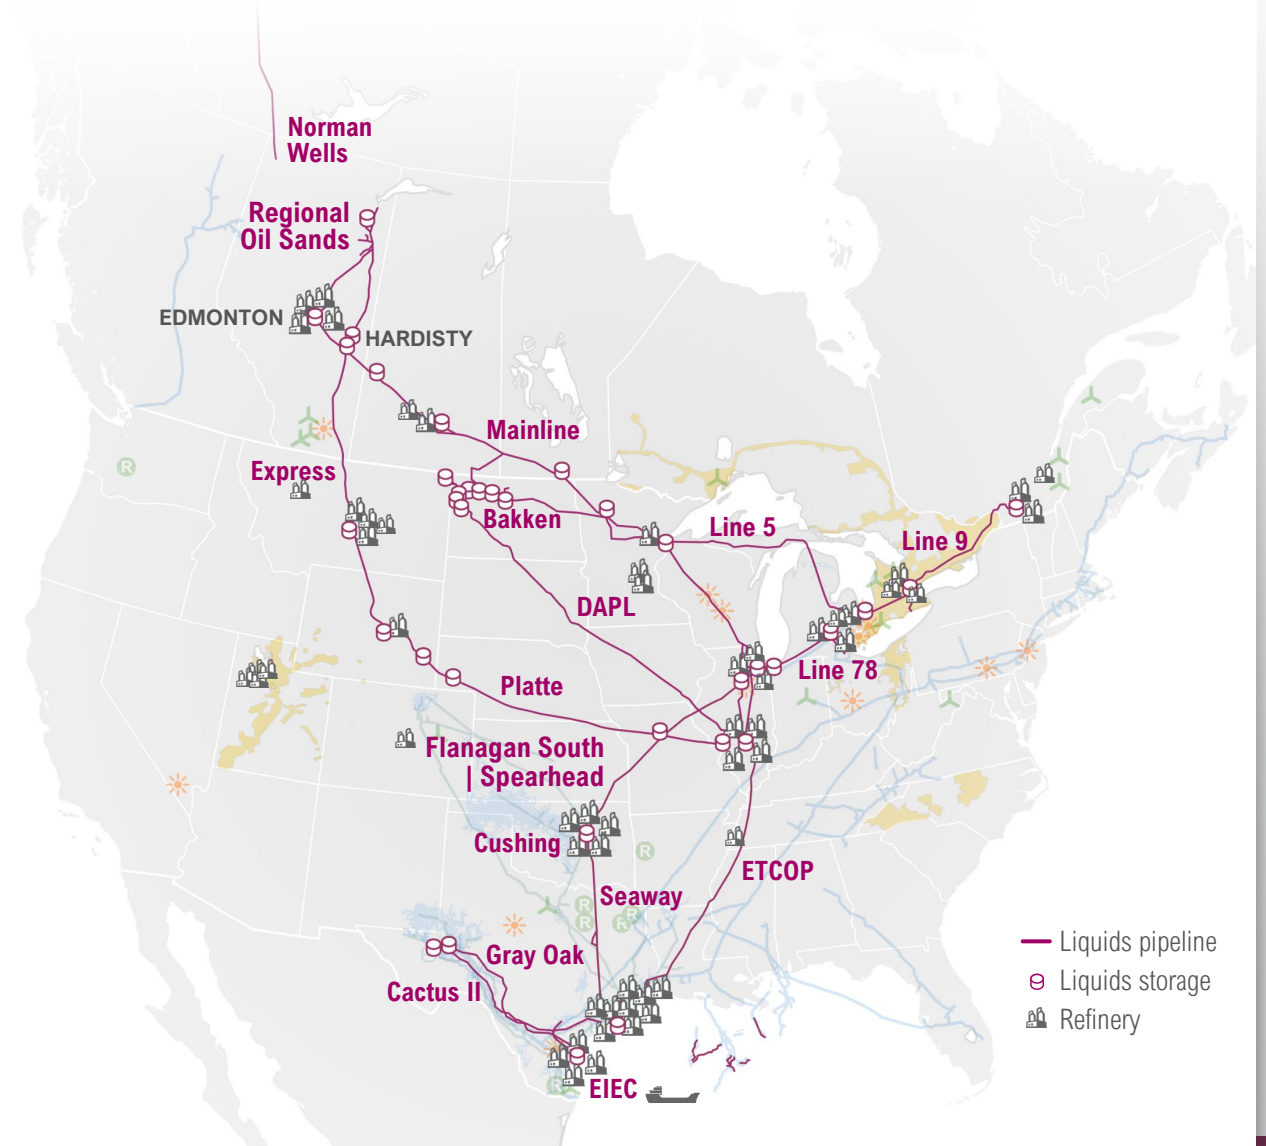 Norman
Wells
Regional
Oil Sands
EDMONTON
HARDISTY
Mainline
Express
R
Bakken
Line 5
Line 9
DAPL
Line 78
Platte
Flanagan South
| Spearhead
Cushing
R
ETCOP
Seaway
R
R
R
R
Gray Oak
Cactus II
Liquids pipeline
Liquids storage
Refinery
R
EIEC